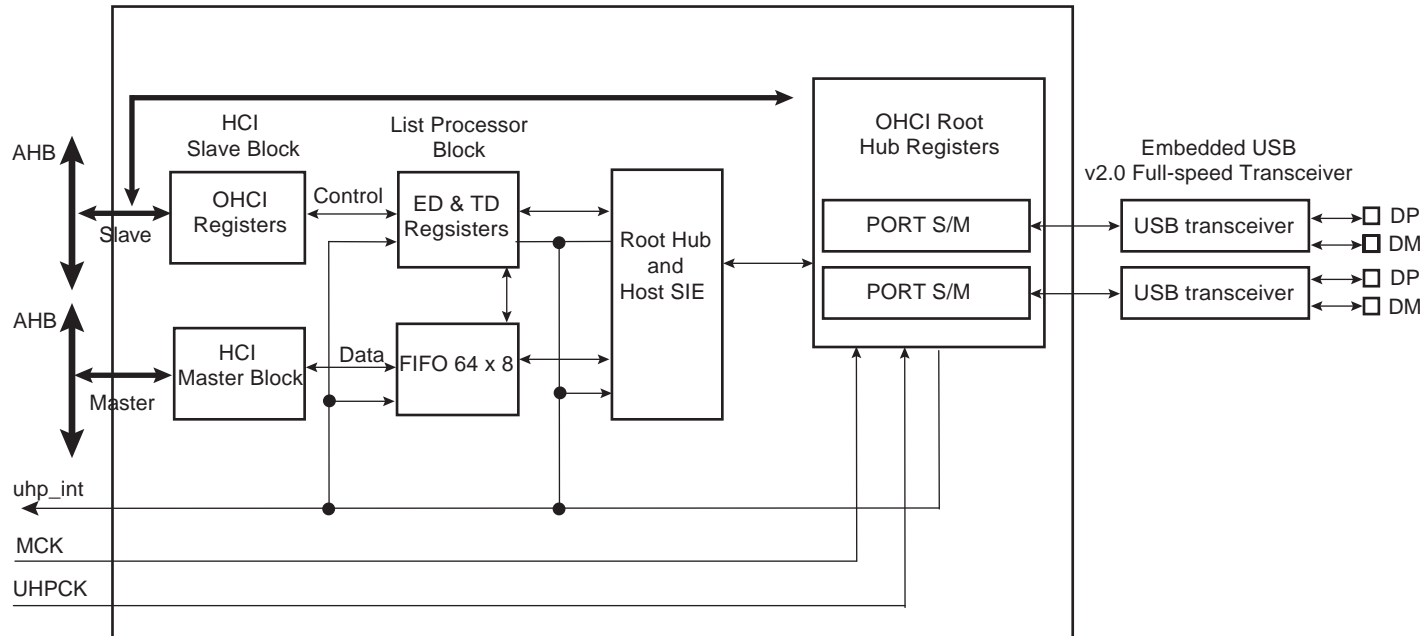 HCI
Slave Block
List Processor
Block
OHCI Root
Hub Registers
Embedded USB
v2.0 Full-speed Transceiver
AHB
Slave
OHCI
Registers
Control
ED & TD
Regsisters
Root Hub
and
Host SIE
PORT S/M
USB transceiver
DP
DM
PORT S/M
USB transceiver
DP
DM
AHB
Master
HCI
Master Block
Data
FIFO 64 x 8
uhp_int
MCK
UHPCK